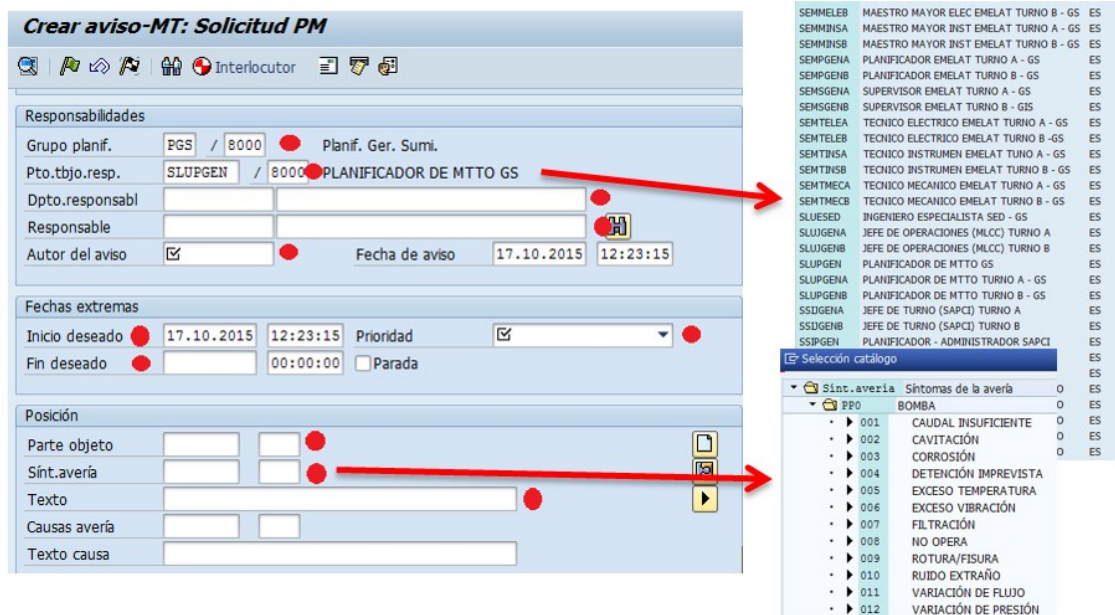 Crear aviso-MT: Solicitud PM
Interlocutor
Responsabilidades
Grupo planif. PGS / 8000 Planif. Ger. Sumi.
Pto.tbjo.resp. SLUPGEN / 8000 PLANIFICADOR DE MTTO GS
Dpto.responsabl
Responsable
Autor del aviso Fecha de aviso 17.10.2015 12:23:15
Fechas extremas
Inicio deseado 17.10.2015 12:23:15 Prioridad
Fin deseado 00:00:00 Parada
Posición
Parte objeto
Sínt.avería
Texto
Causas avería
Texto causa
SEMMELEB MAESTRO MAYOR ELEC EMELAT TURNO B - GS ES
SEMMINSA MAESTRO MAYOR INST EMELAT TURNO A - GS ES
SEMMINSB MAESTRO MAYOR INST EMELAT TURNO B - GS ES
SEMPGENA PLANIFICADOR EMELAT TURNO A - GS ES
SEMPGENB PLANIFICADOR EMELAT TURNO B - GS ES
SEMSGENA SUPERVISOR EMELAT TURNO A - GS ES
SEMSGENB SUPERVISOR EMELAT TURNO B - GIS ES
SEMTELEA TECNICO ELECTRICO EMELAT TURNO A - GS ES
SEMTELEB TECNICO ELECTRICO EMELAT TURNO B -GS ES
SEMTINSA TECNICO INSTRUMEN EMELAT TUNO A - GS ES
SEMTINSB TECNICO INSTRUMEN EMELAT TURNO B - GS ES
SEMTMECA TECNICO MECANICO EMELAT TURNO A - GS ES
SEMTMECB TECNICO MECANICO EMELAT TURNO B - GS ES
SLUESED INGENIERO ESPECIALISTA SED - GS ES
SLUJGENA JEFE DE OPERACIONES (MLCC) TURNO A ES
SLUJGENB JEFE DE OPERACIONES (MLCC) TURNO B ES
SLUPGEN PLANIFICADOR DE MTTO GS ES
SLUPGENA PLANIFICADOR DE MTTO TURNO A - GS ES
SLUPGENB PLANIFICADOR DE MTTO TURNO B - GS ES
SSIDGENA JEFE DE TURNO (SAPCI) TURNO A ES
SSIDGENB JEFE DE TURNO (SAPCI) TURNO B ES
SSIPGEN PLANIFICADOR - ADMINISTRADOR SAPCI ES
ES
ES
O ES
O ES
O ES
O ES
O ES
Selección catálogo
Sínt.avería Síntomas de la avería
PP0 BOMBA
001 CAUDAL INSUFICIENTE
002 CAVITACIÓN
003 CORROSIÓN
004 DETENCIÓN IMPREVISTA
005 EXCESO TEMPERATURA
006 EXCESO VIBRACIÓN
007 FILTRACIÓN
008 NO OPERA
009 ROTURA/FISURA
010 RUIDO EXTRAÑO
011 VARIACIÓN DE FLUJO
012 VARIACIÓN DE PRESIÓN